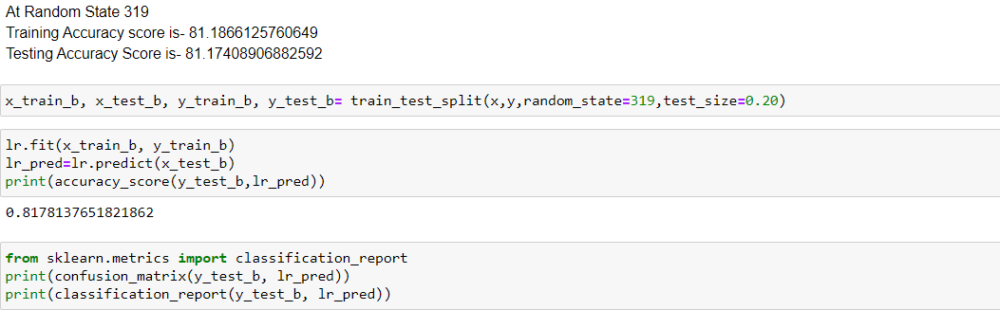 At Random State 319
Training Accuracy score is- 81.1866125760649
Testing Accuracy Score is- 81.17408906882592
x_train_b, x_test_b, y_train_b, y_test_b= train_test_split(x,y,random_state=319,test_size=0.20)
lr.fit(x_train_b, y_train_b)
lr_pred=lr.predict(x_test_b)
print(accuracy_score(y_test_b,lr_pred))
0.8178137651821862
from sklearn.metrics import classification_report
print(confusion_matrix(y_test_b, lr_pred))
print(classification_report(y_test_b, lr_pred))